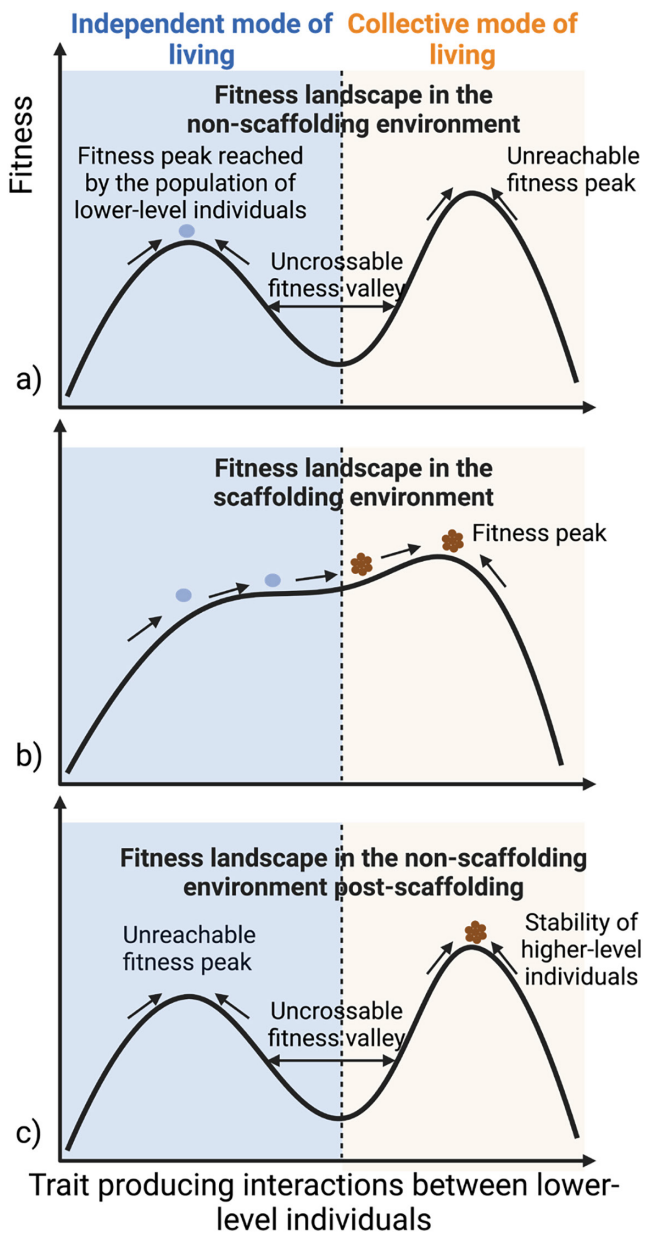 Independent mode of
living
Collective mode of
living
Fitness
Fitness landscape in the
non-scaffolding environment
Fitness peak reached
by the population of
lower-level individuals
Unreachable
fitness peak
Uncrossable
fitness valley
a)
Fitness landscape in the
scaffolding environment
Fitness peak
b)
Fitness landscape in the non-scaffolding
environment post-scaffolding
Unreachable
fitness peak
Stability of
higher-level
individuals
Uncrossable
fitness valley
c)
Trait producing interactions between lower-
level individuals